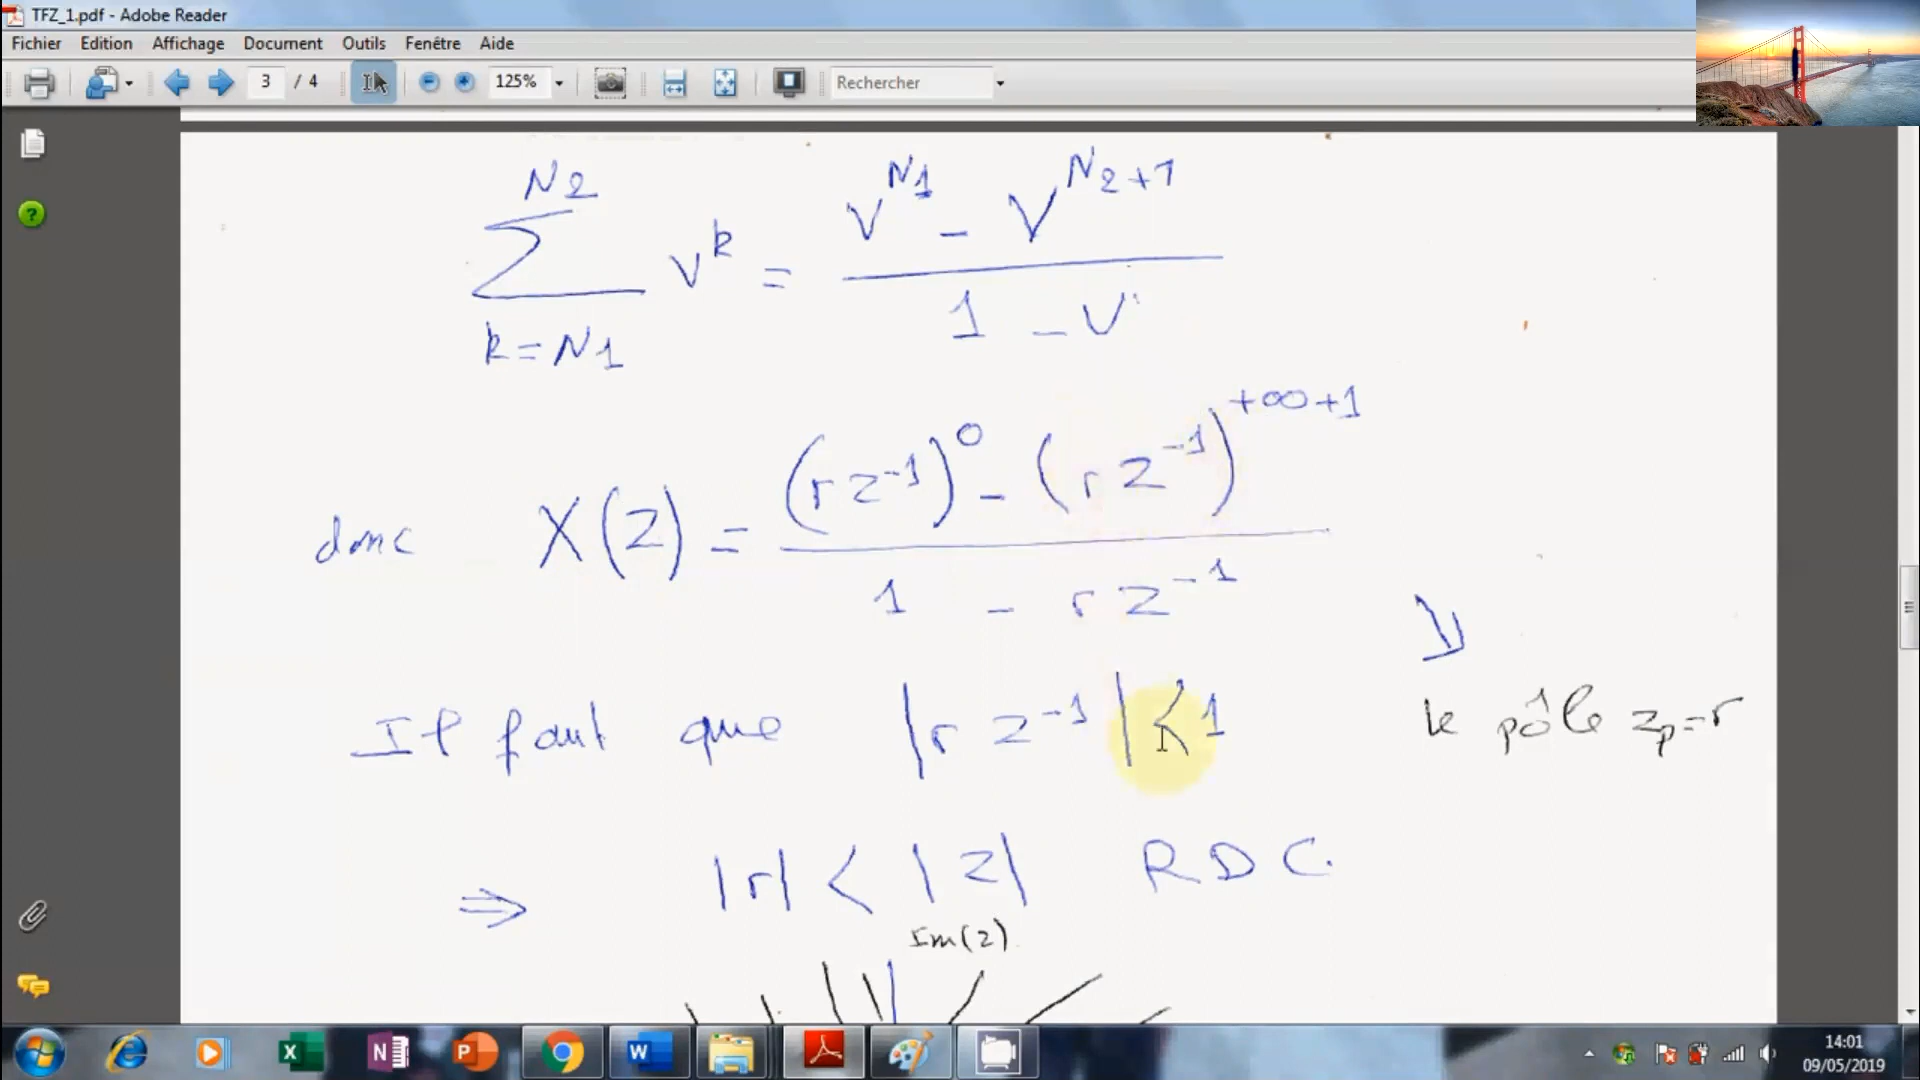 TFZ_1.pdf - Adobe Reader
Fichier Edition Affichage Document Outils Fenêtre Aide
3 / 4 125% Rechercher
N2
∑ v^k = (v^N1 - v^(N2+1)) / (1 - v)
k=N1
donc X(z) = ((r z^-1)^0 - (r z^-1)^(+∞+1)) / (1 - r z^-1)
Il faut que |r z^-1| < 1
le pôle z_p = r
⇒ |r| < |z| RDC.
Im(z)
14:01
09/05/2019